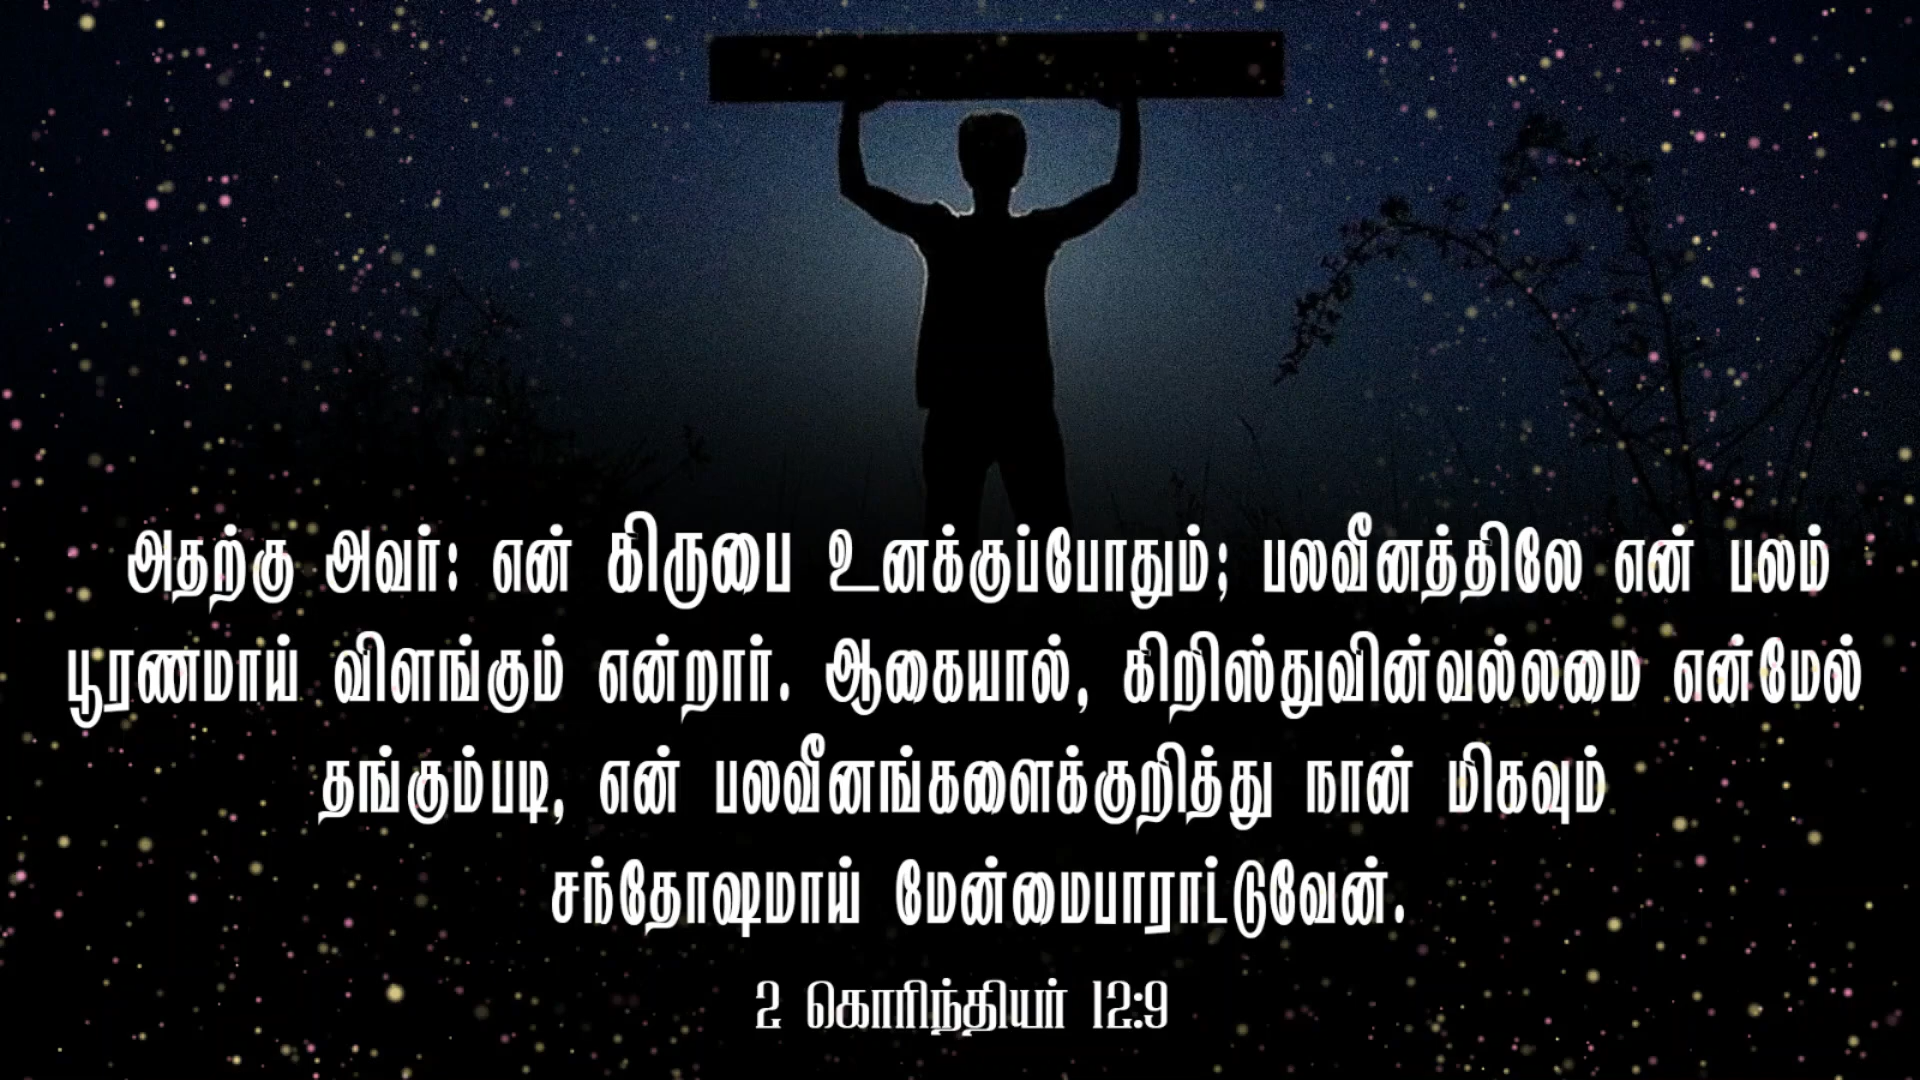 அதற்கு அவர்: என் கிருபை உனக்குப்போதும்; பலவீனத்திலே என் பலம்
பூரணமாய் விளங்கும் என்றார். ஆகையால், கிறிஸ்துவின்வல்லமை என்மேல்
தங்கும்படி, என் பலவீனங்களைக்குறித்து நான் மிகவும்
சந்தோஷமாய் மேன்மைபாராட்டுவேன்.
2 கொரிந்தியர் 12:9